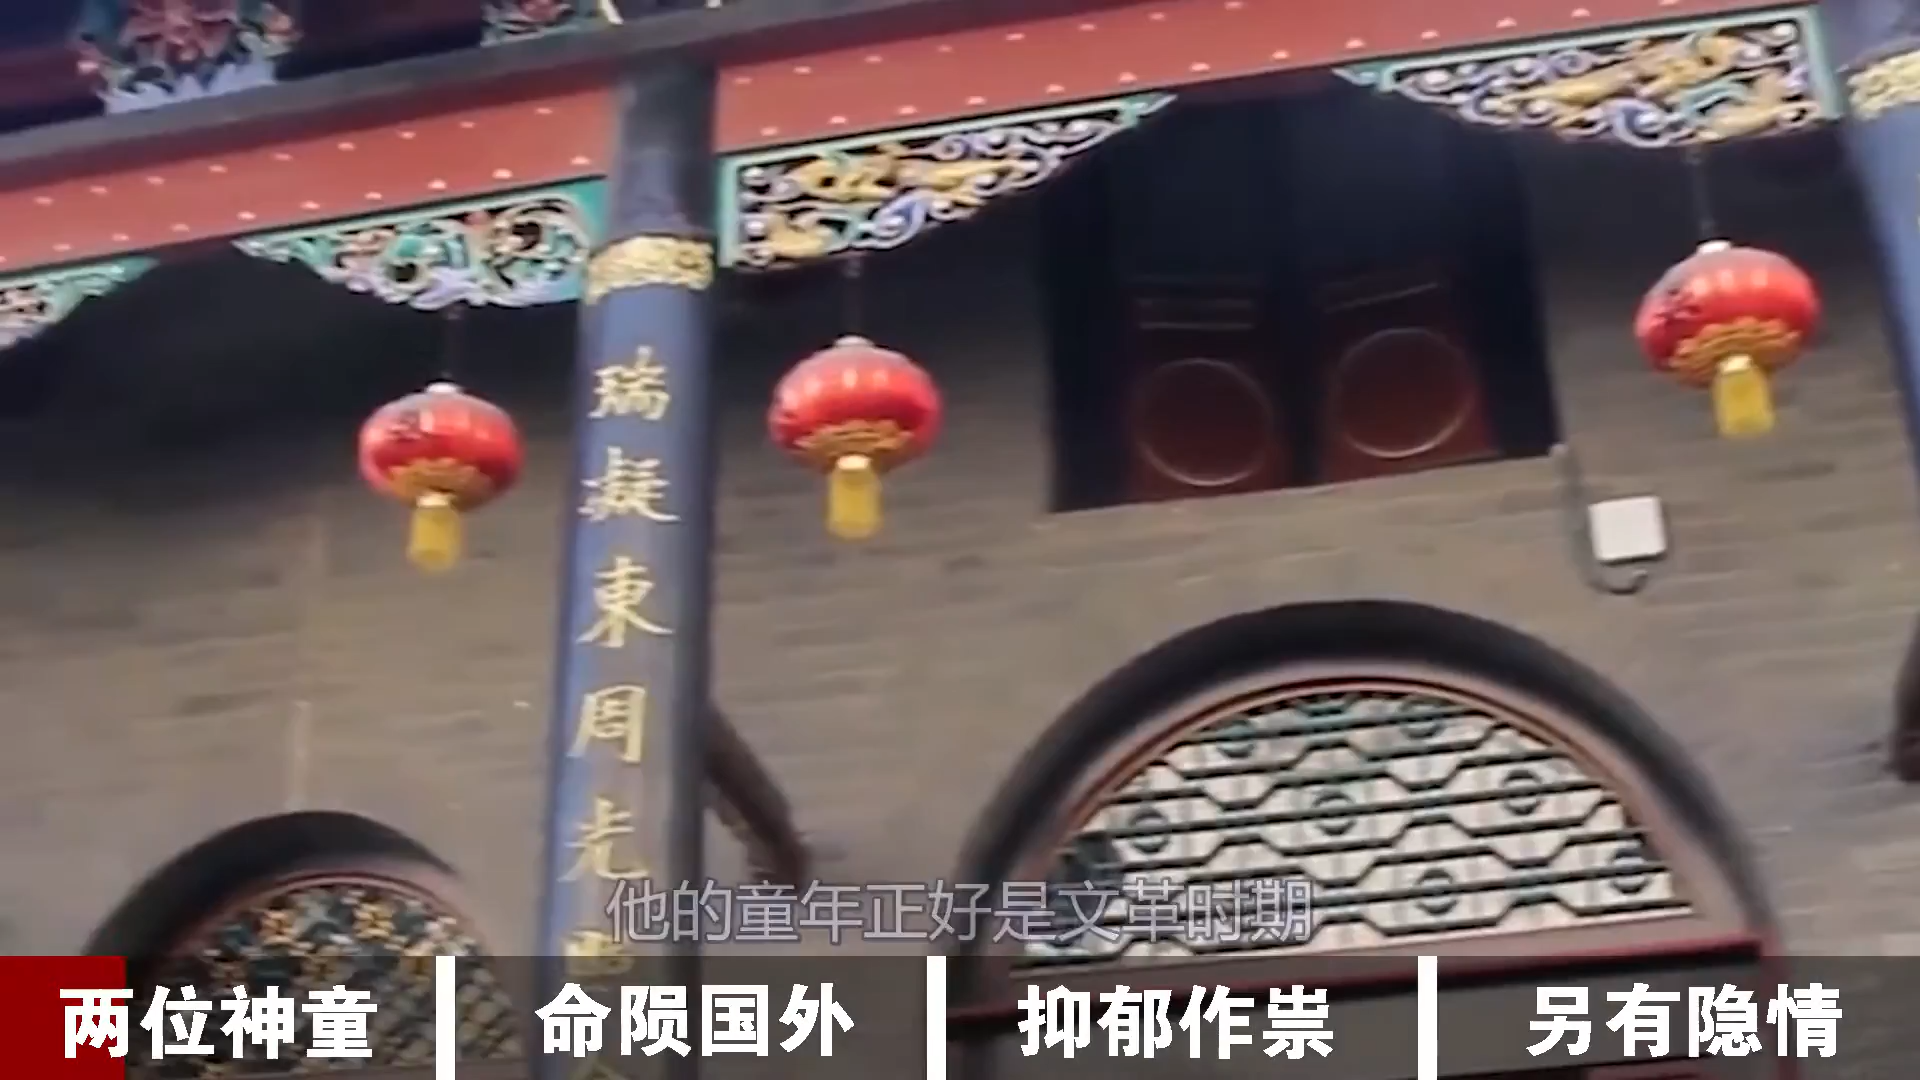 瑞凝東周光
他的童年正好是文革时期
两位神童
命陨国外
抑郁作祟
另有隐情